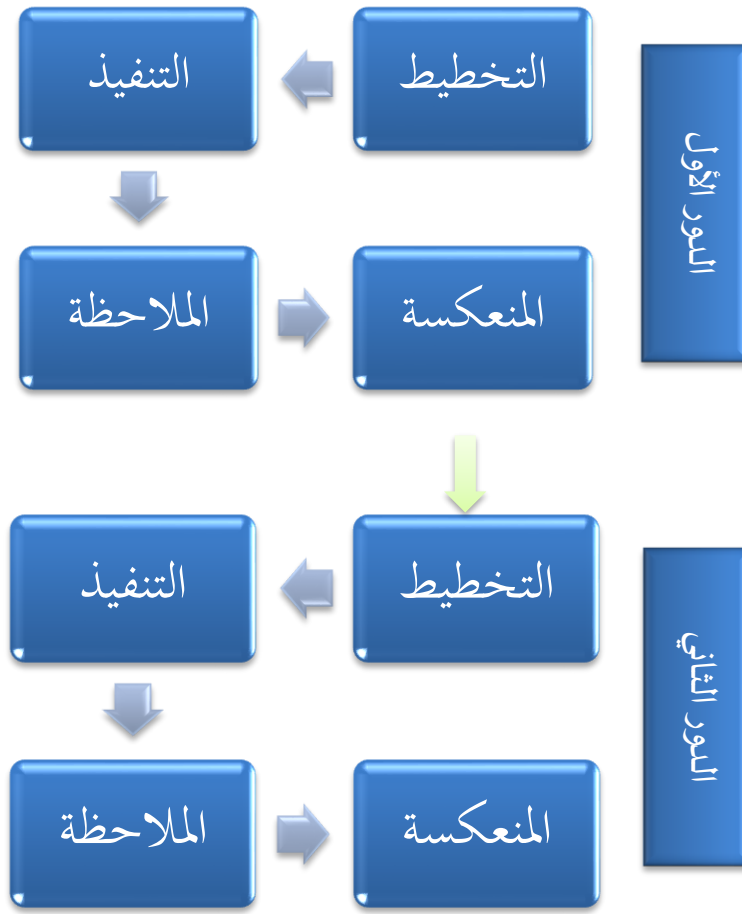 الدور الأول
التخطيط
التنفيذ
الملاحظة
المنعكسة
الدور الثاني
التخطيط
التنفيذ
الملاحظة
المنعكسة